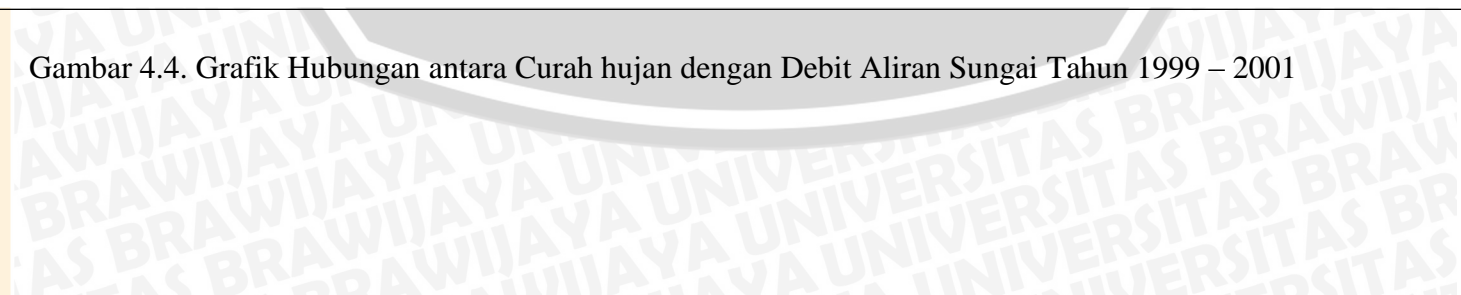 Gambar 4.4. Grafik Hubungan antara Curah hujan dengan Debit Aliran Sungai Tahun 1999 – 2001